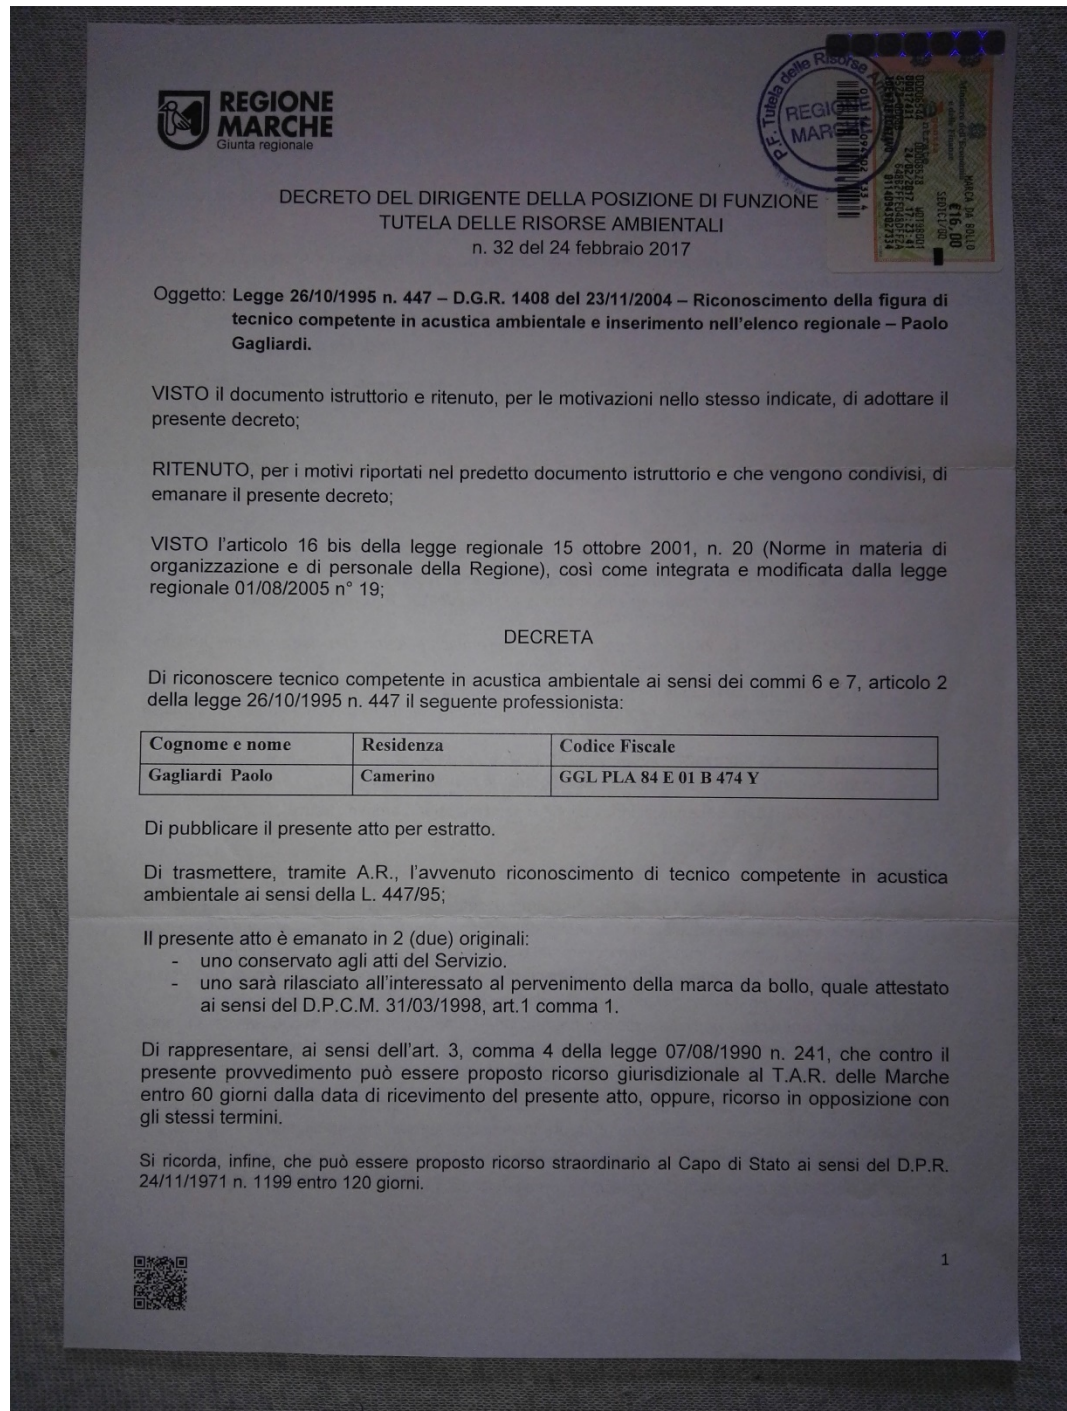 REGIONE
MARCHE
Giunta regionale
P.F. Tutela delle Risorse
REGIONE
MARCHE
MARCA DA BOLLO
€16,00
SEDICI/00
24/02/2017
DECRETO DEL DIRIGENTE DELLA POSIZIONE DI FUNZIONE
TUTELA DELLE RISORSE AMBIENTALI
n. 32 del 24 febbraio 2017
Oggetto: Legge 26/10/1995 n. 447 – D.G.R. 1408 del 23/11/2004 – Riconoscimento della figura di
tecnico competente in acustica ambientale e inserimento nell'elenco regionale – Paolo
Gagliardi.
VISTO il documento istruttorio e ritenuto, per le motivazioni nello stesso indicate, di adottare il
presente decreto;
RITENUTO, per i motivi riportati nel predetto documento istruttorio e che vengono condivisi, di
emanare il presente decreto;
VISTO l'articolo 16 bis della legge regionale 15 ottobre 2001, n. 20 (Norme in materia di
organizzazione e di personale della Regione), così come integrata e modificata dalla legge
regionale 01/08/2005 n° 19;
DECRETA
Di riconoscere tecnico competente in acustica ambientale ai sensi dei commi 6 e 7, articolo 2
della legge 26/10/1995 n. 447 il seguente professionista:
Cognome e nome Residenza Codice Fiscale
Gagliardi Paolo Camerino GGL PLA 84 E 01 B 474 Y
Di pubblicare il presente atto per estratto.
Di trasmettere, tramite A.R., l'avvenuto riconoscimento di tecnico competente in acustica
ambientale ai sensi della L. 447/95;
Il presente atto è emanato in 2 (due) originali:
- uno conservato agli atti del Servizio.
- uno sarà rilasciato all'interessato al pervenimento della marca da bollo, quale attestato
ai sensi del D.P.C.M. 31/03/1998, art.1 comma 1.
Di rappresentare, ai sensi dell'art. 3, comma 4 della legge 07/08/1990 n. 241, che contro il
presente provvedimento può essere proposto ricorso giurisdizionale al T.A.R. delle Marche
entro 60 giorni dalla data di ricevimento del presente atto, oppure, ricorso in opposizione con
gli stessi termini.
Si ricorda, infine, che può essere proposto ricorso straordinario al Capo di Stato ai sensi del D.P.R.
24/11/1971 n. 1199 entro 120 giorni.
1